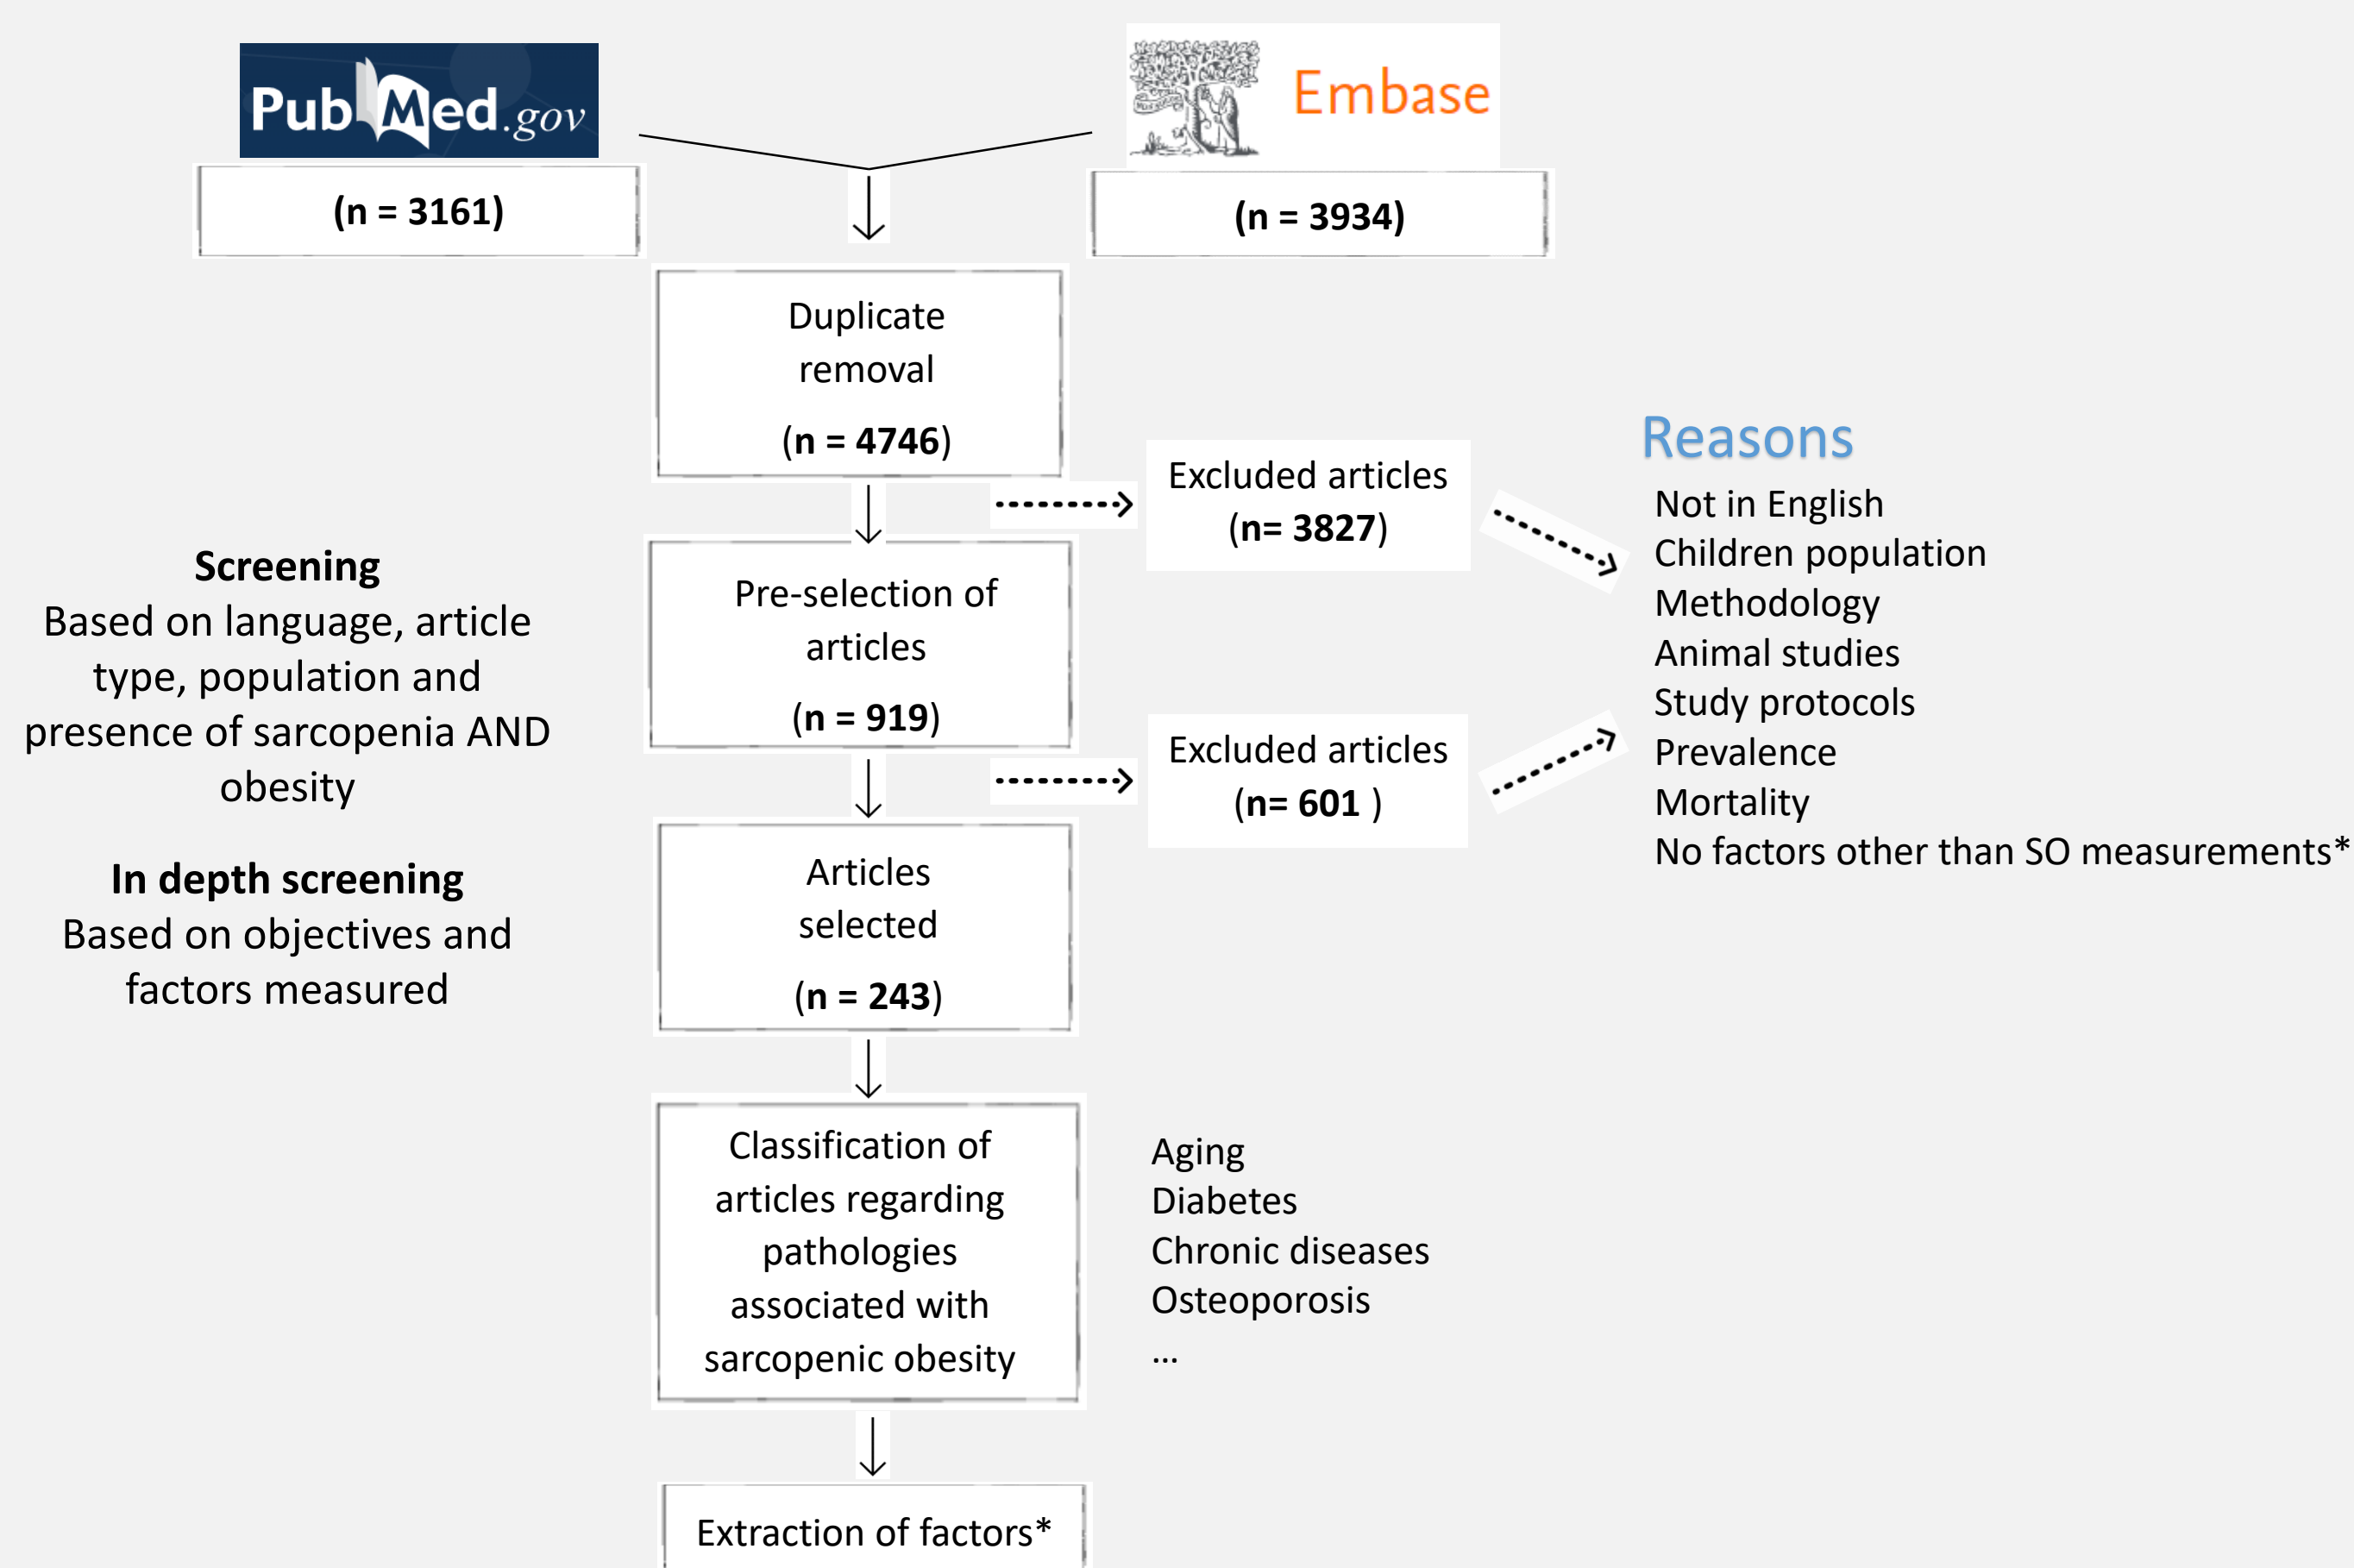 PubMed.gov
Embase
(n = 3161)
(n = 3934)
Duplicate
removal
(n = 4746)
Excluded articles
(n= 3827)
Reasons
Not in English
Children population
Methodology
Animal studies
Study protocols
Prevalence
Mortality
No factors other than SO measurements*
Screening
Based on language, article
type, population and
presence of sarcopenia AND
obesity
Pre-selection of
articles
(n = 919)
Excluded articles
(n= 601 )
In depth screening
Based on objectives and
factors measured
Articles
selected
(n = 243)
Classification of
articles regarding
pathologies
associated with
sarcopenic obesity
Aging
Diabetes
Chronic diseases
Osteoporosis
...
Extraction of factors*